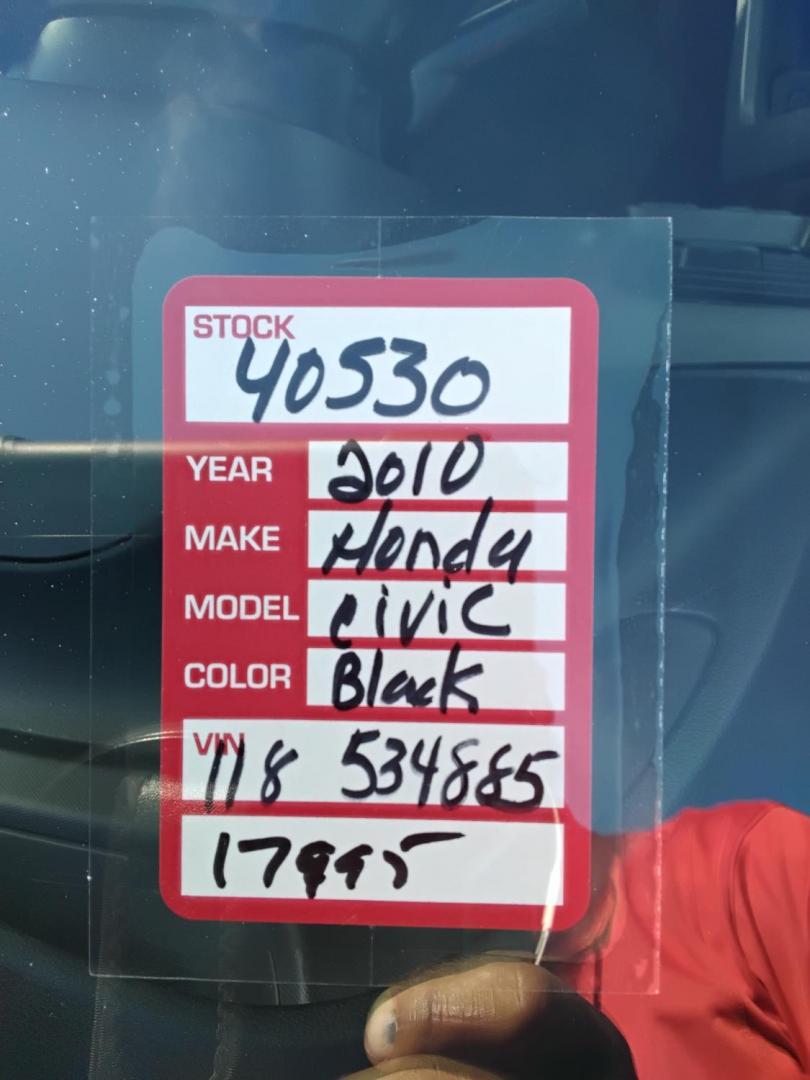 STOCK
40530
YEAR 2010
MAKE Honda
MODEL civic
COLOR Black
VIN
118 534885
17995